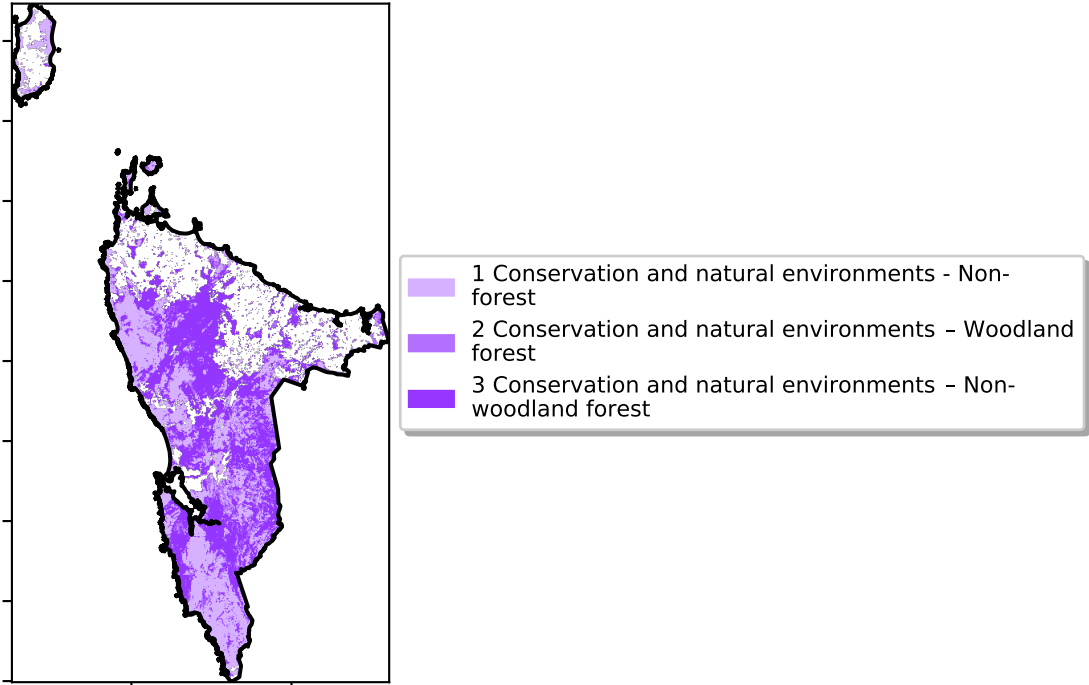 1 Conservation and natural environments - Non-
forest
2 Conservation and natural environments – Woodland
forest
3 Conservation and natural environments – Non-
woodland forest